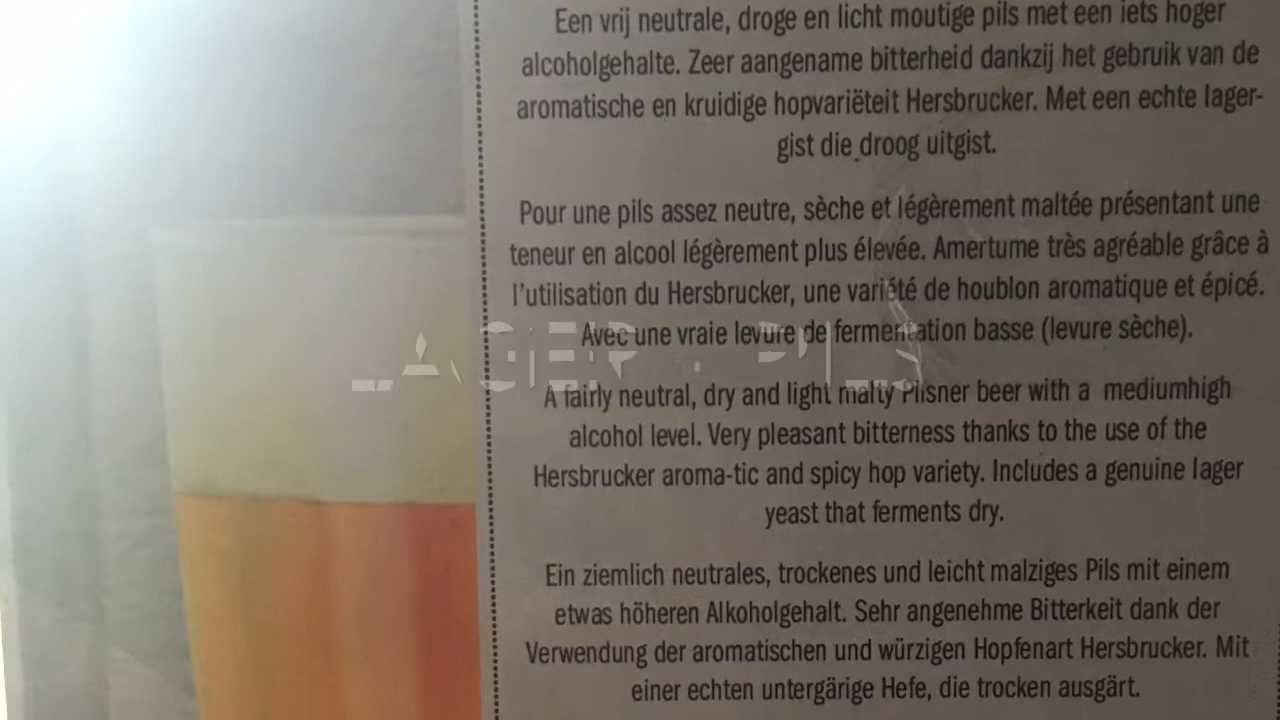 Een vrij neutrale, droge en licht moutige pils met een iets hoger
alcoholgehalte. Zeer aangename bitterheid dankzij het gebruik van de
aromatische en kruidige hopvariëteit Hersbrucker. Met een echte lager-
gist die droog uitgist.
Pour une pils assez neutre, sèche et légèrement maltée présentant une
teneur en alcool légèrement plus élevée. Amertume très agréable grâce à
l'utilisation du Hersbrucker, une variété de houblon aromatique et épicé.
Avec une vraie levure de fermentation basse (levure sèche).
LAGER : PILS
A fairly neutral, dry and light malty Pilsner beer with a mediumhigh
alcohol level. Very pleasant bitterness thanks to the use of the
Hersbrucker aroma-tic and spicy hop variety. Includes a genuine lager
yeast that ferments dry.
Ein ziemlich neutrales, trockenes und leicht malziges Pils mit einem
etwas höheren Alkoholgehalt. Sehr angenehme Bitterkeit dank der
Verwendung der aromatischen und würzigen Hopfenart Hersbrucker. Mit
einer echten untergärige Hefe, die trocken ausgärt.